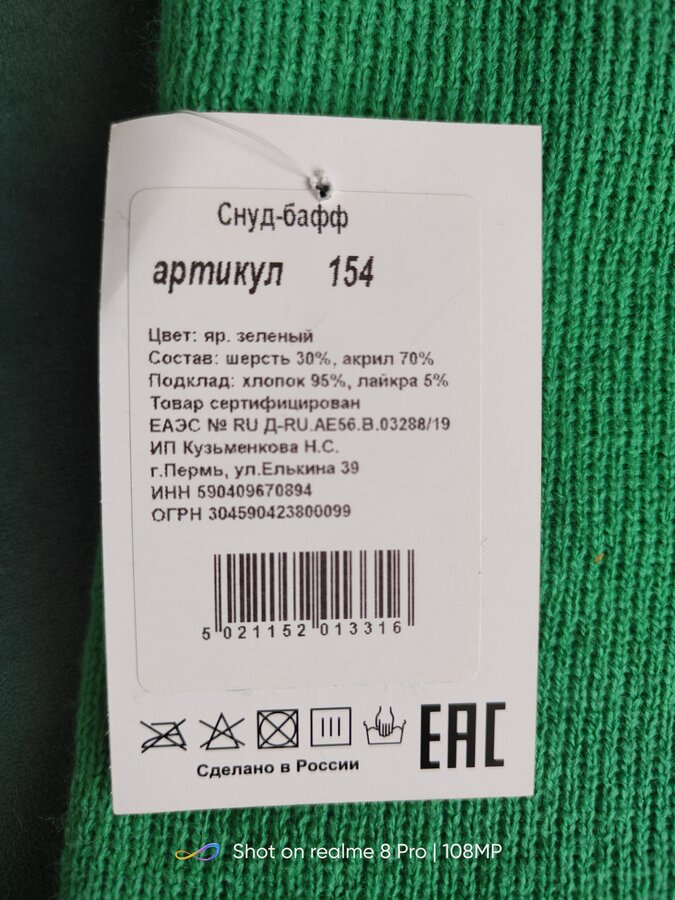 Снуд-бафф
артикул 154
Цвет: яр. зеленый
Состав: шерсть 30%, акрил 70%
Подклад: хлопок 95%, лайкра 5%
Товар сертифицирован
ЕАЭС № RU Д-RU.АЕ56.В.03288/19
ИП Кузьменкова Н.С.
г.Пермь, ул.Елькина 39
ИНН 590409670894
ОГРН 304590423800099
5 021152 013316
EAC
Сделано в России
Shot on realme 8 Pro | 108MP